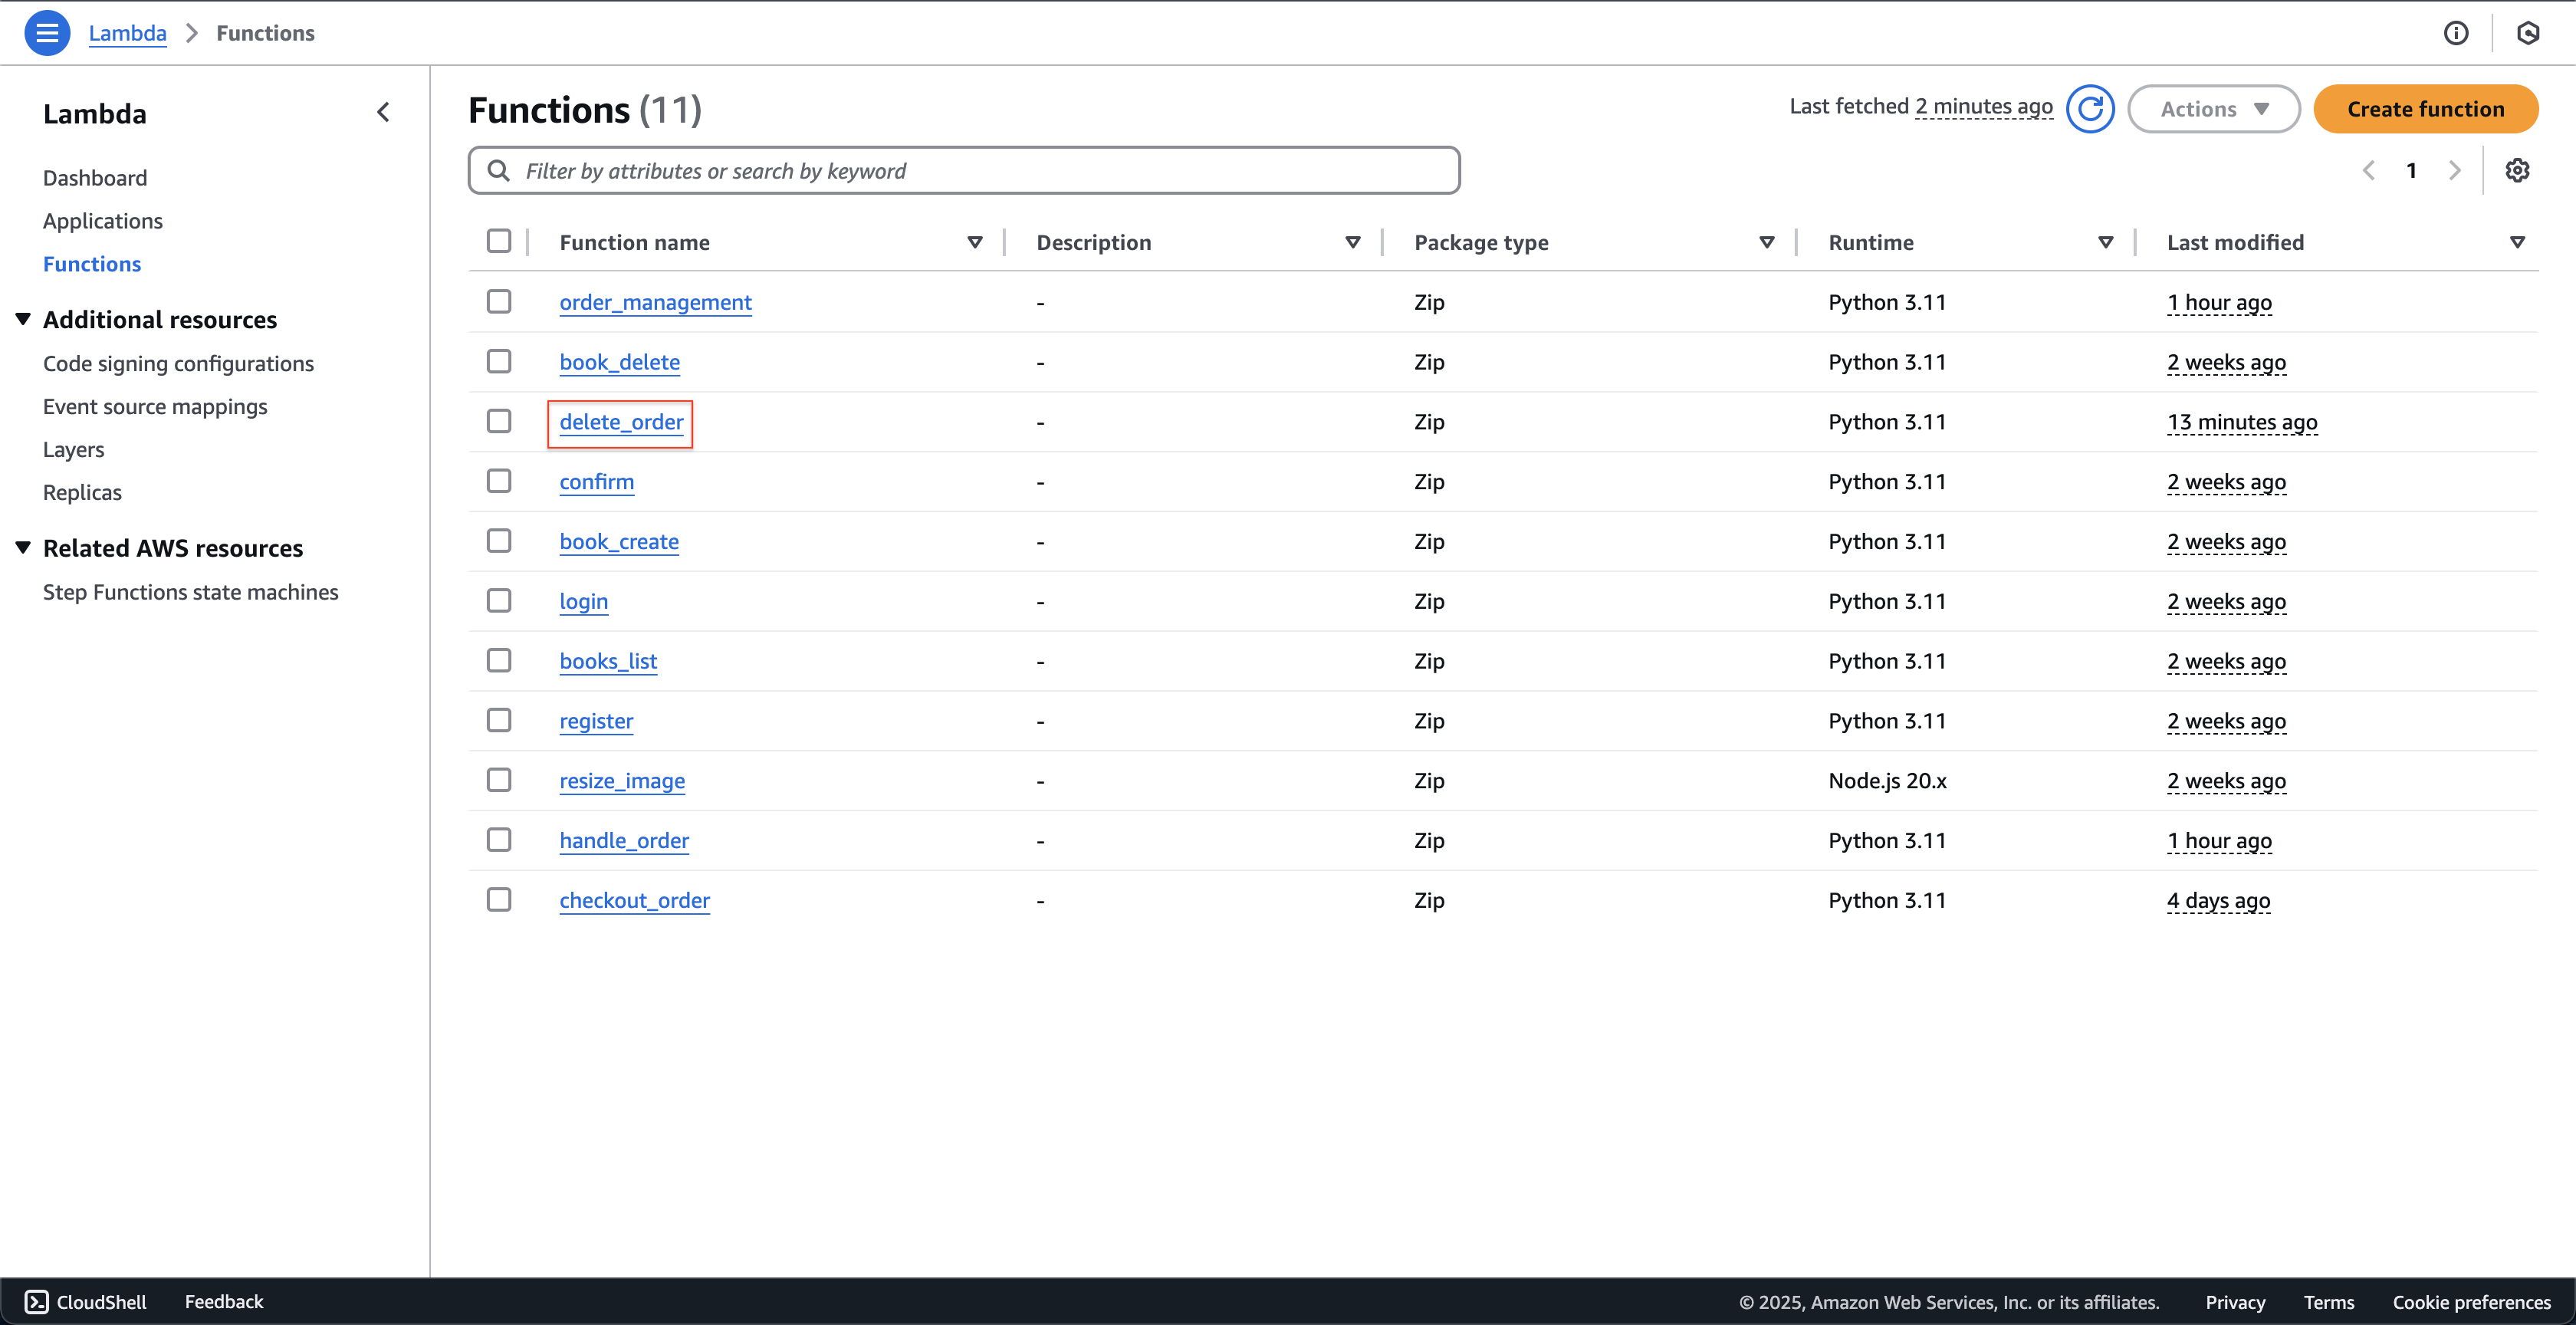 Lambda > Functions
Lambda
Dashboard
Applications
Functions
Additional resources
Code signing configurations
Event source mappings
Layers
Replicas
Related AWS resources
Step Functions state machines
Functions (11)
Last fetched 2 minutes ago
Actions
Create function
Filter by attributes or search by keyword
1
Function name Description Package type Runtime Last modified
order_management - Zip Python 3.11 1 hour ago
book_delete - Zip Python 3.11 2 weeks ago
delete_order - Zip Python 3.11 13 minutes ago
confirm - Zip Python 3.11 2 weeks ago
book_create - Zip Python 3.11 2 weeks ago
login - Zip Python 3.11 2 weeks ago
books_list - Zip Python 3.11 2 weeks ago
register - Zip Python 3.11 2 weeks ago
resize_image - Zip Node.js 20.x 2 weeks ago
handle_order - Zip Python 3.11 1 hour ago
checkout_order - Zip Python 3.11 4 days ago
CloudShell Feedback © 2025, Amazon Web Services, Inc. or its affiliates. Privacy Terms Cookie preferences